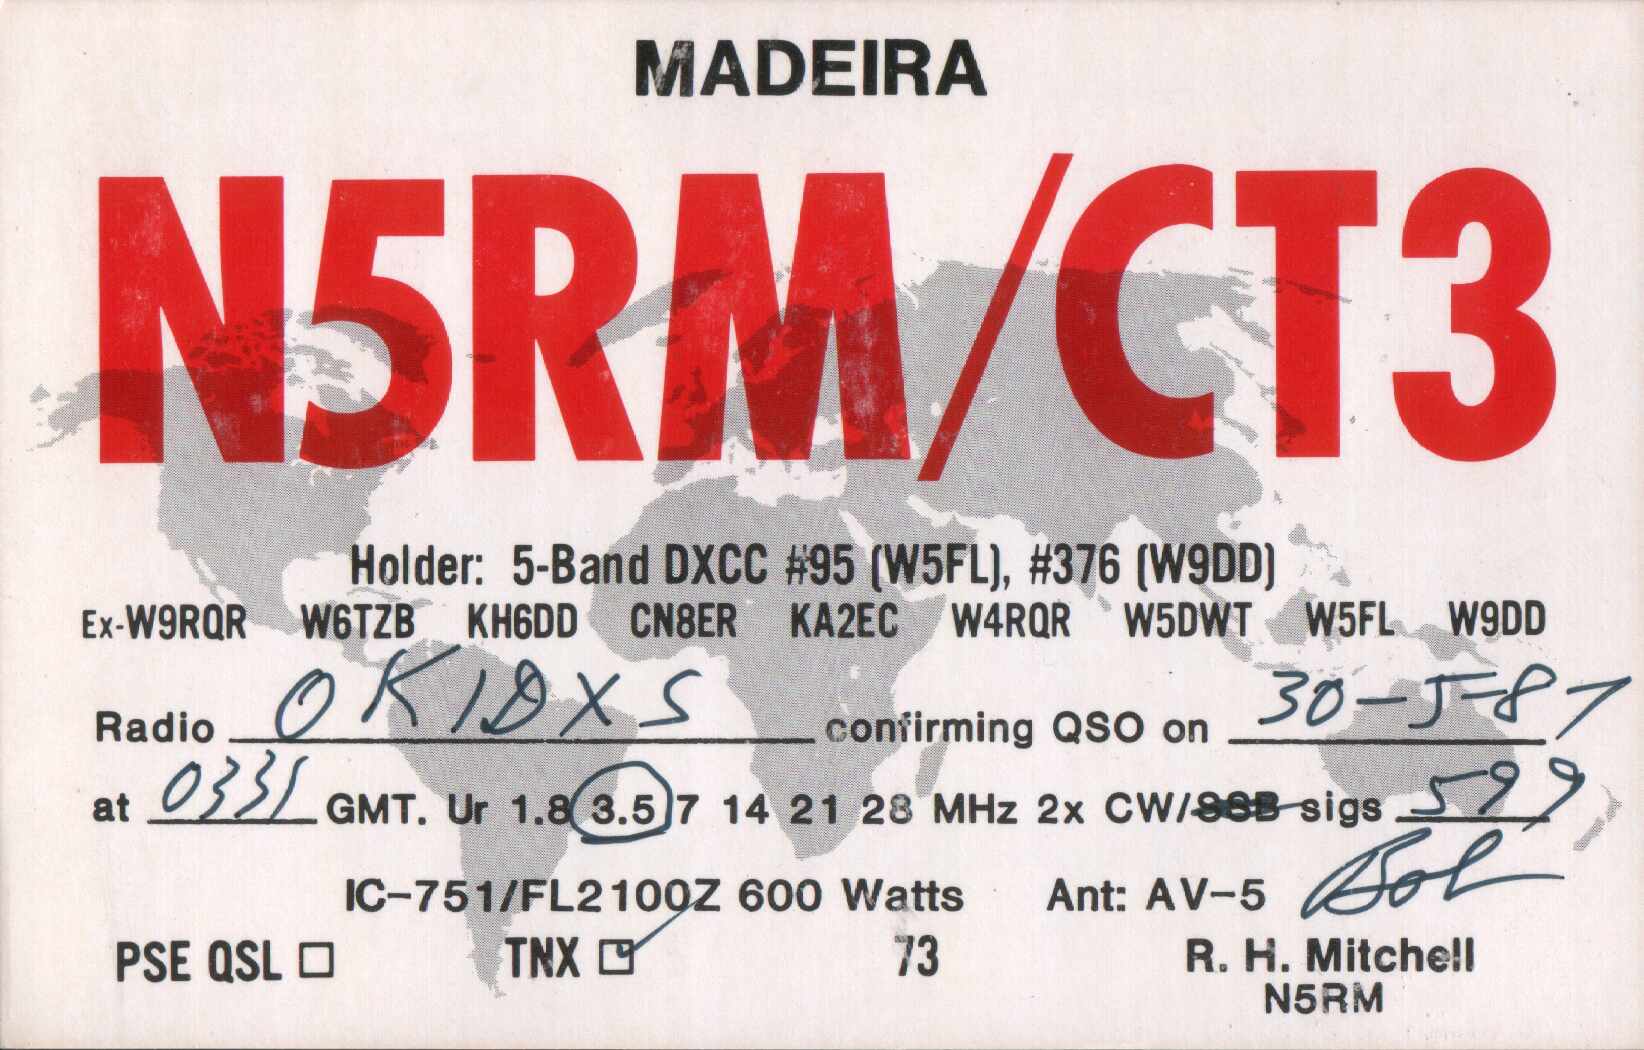 MADEIRA
N5RM/CT3
Holder: 5-Band DXCC #95 (W5FL), #376 (W9DD)
Ex-W9RQR W6TZB KH6DD CN8ER KA2EC W4RQR W5DWT W5FL W9DD
Radio OK1DXS confirming QSO on 30-5-87
at 0331 GMT. Ur 1.8 3.5 7 14 21 28 MHz 2x CW/SSB sigs 599
IC-751/FL2100Z 600 Watts Ant: AV-5 Bob
PSE QSL TNX 73 R. H. Mitchell
N5RM